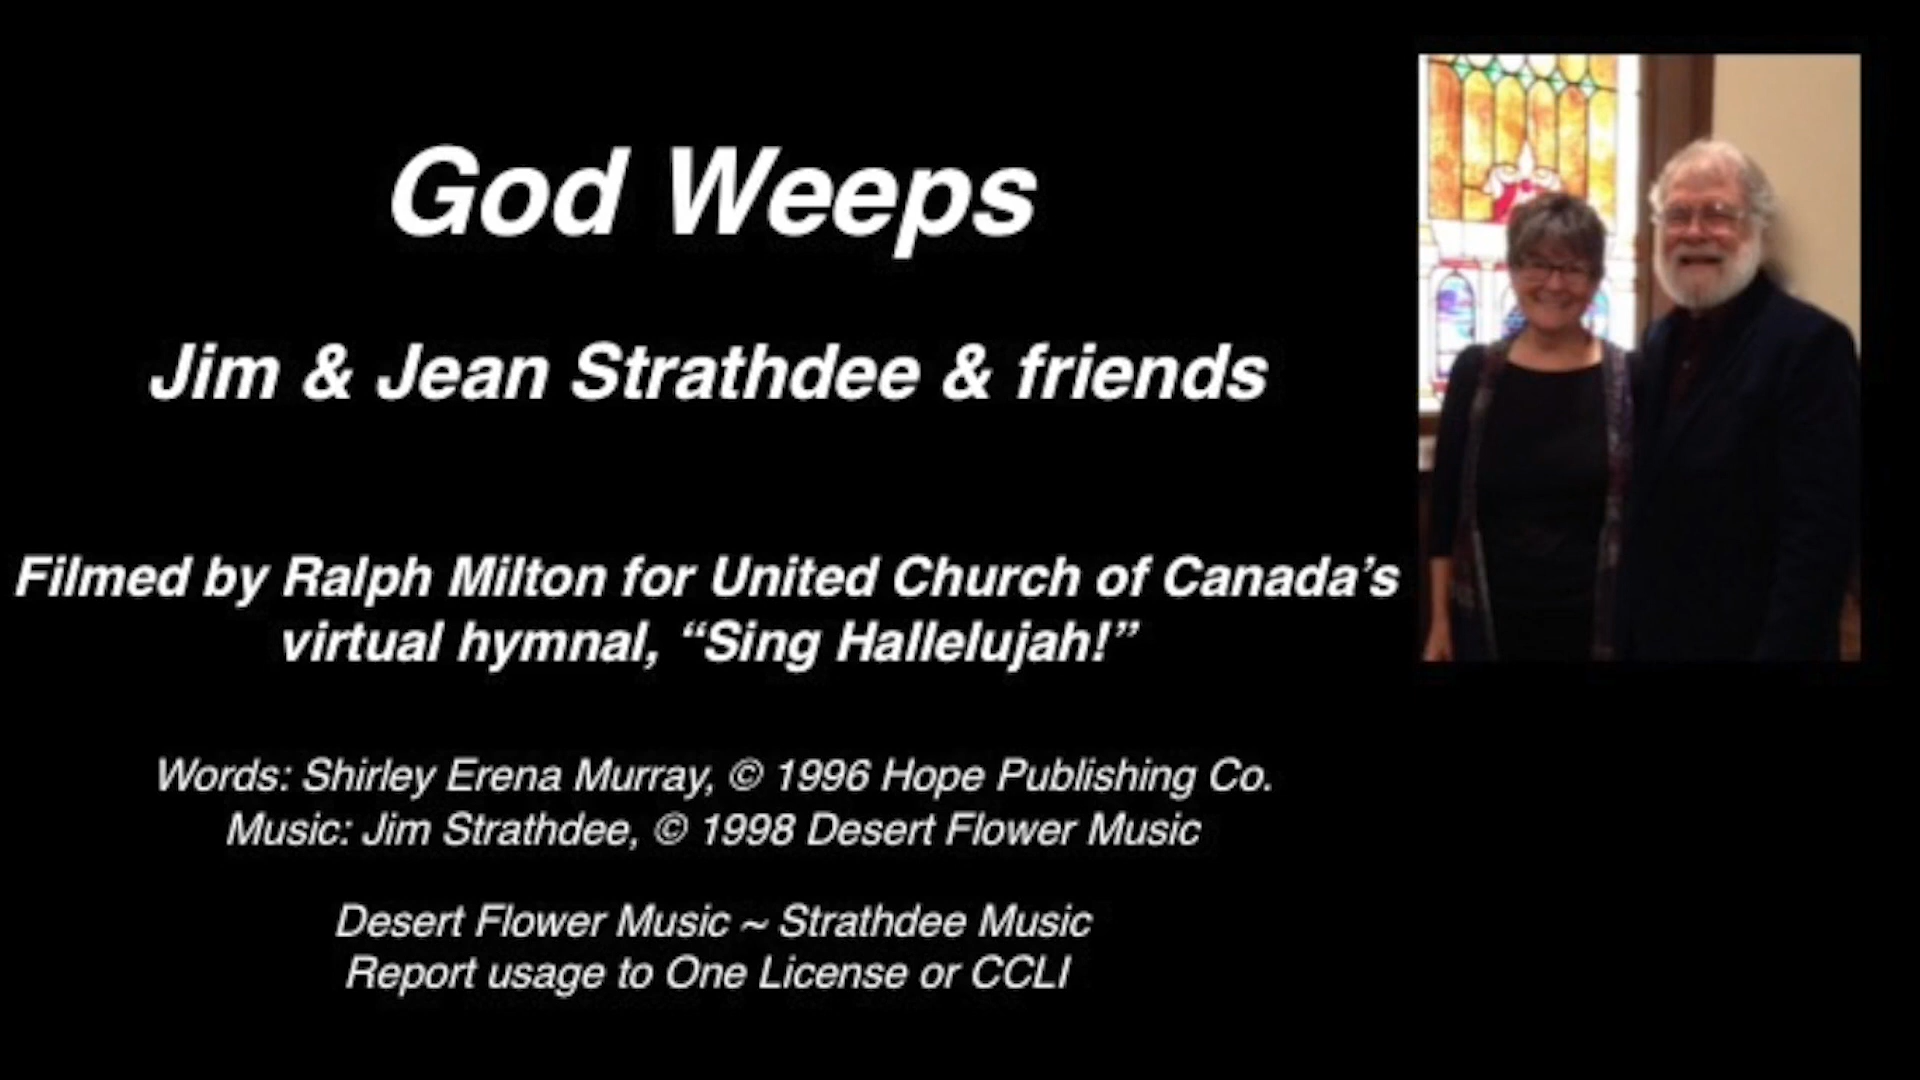 God Weeps
Jim & Jean Strathdee & friends
Filmed by Ralph Milton for United Church of Canada’s
virtual hymnal, “Sing Hallelujah!”
Words: Shirley Erena Murray, © 1996 Hope Publishing Co.
Music: Jim Strathdee, © 1998 Desert Flower Music
Desert Flower Music ~ Strathdee Music
Report usage to One License or CCLI